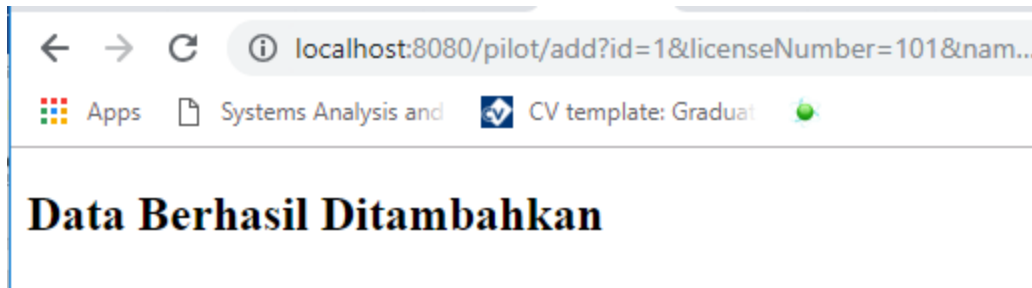 localhost:8080/pilot/add?id=1&licenseNumber=101&nam...
Apps Systems Analysis and CV template: Graduat
Data Berhasil Ditambahkan